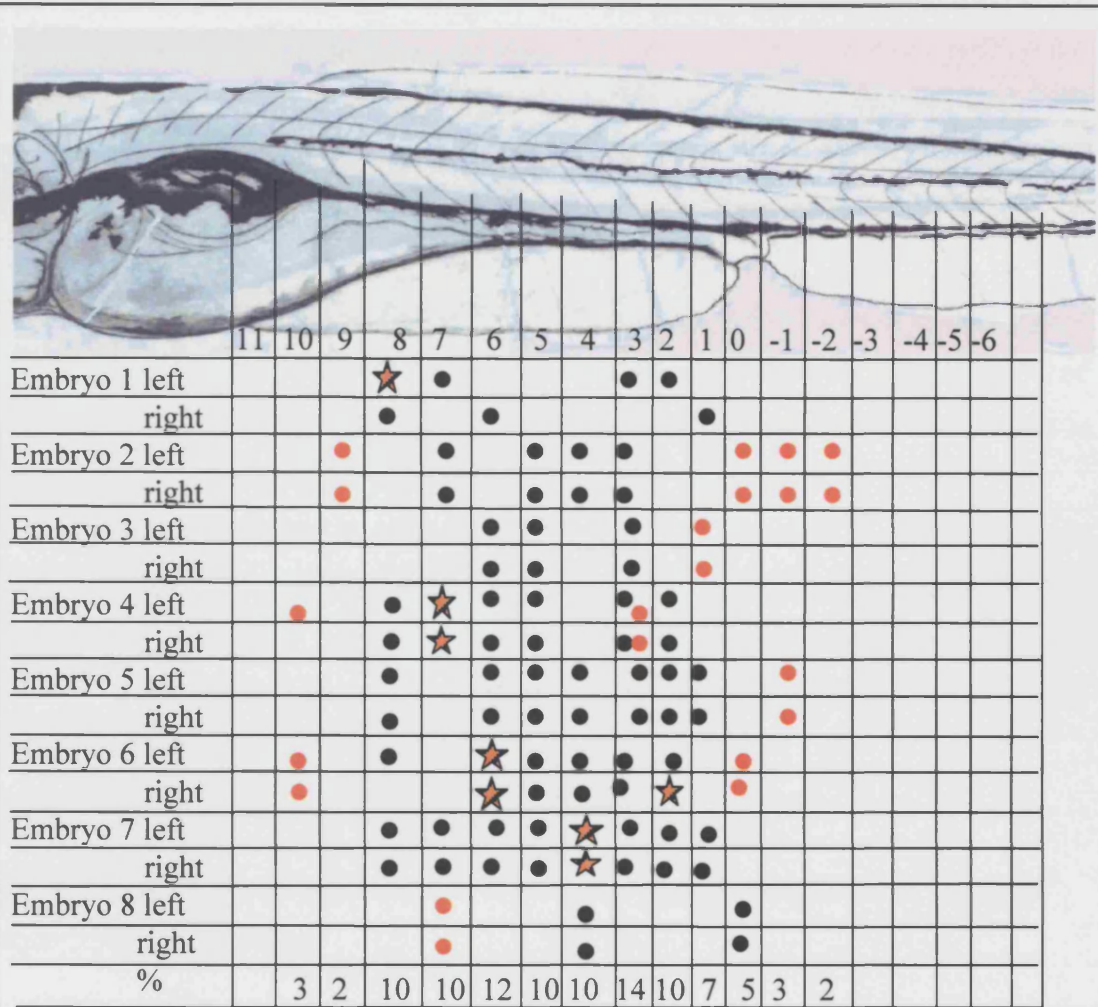 11 10 9 8 7 6 5 4 3 2 1 0 -1 -2 -3 -4 -5 -6
Embryo 1 left
right
Embryo 2 left
right
Embryo 3 left
right
Embryo 4 left
right
Embryo 5 left
right
Embryo 6 left
right
Embryo 7 left
right
Embryo 8 left
right
% 3 2 10 10 12 10 10 14 10 7 5 3 2